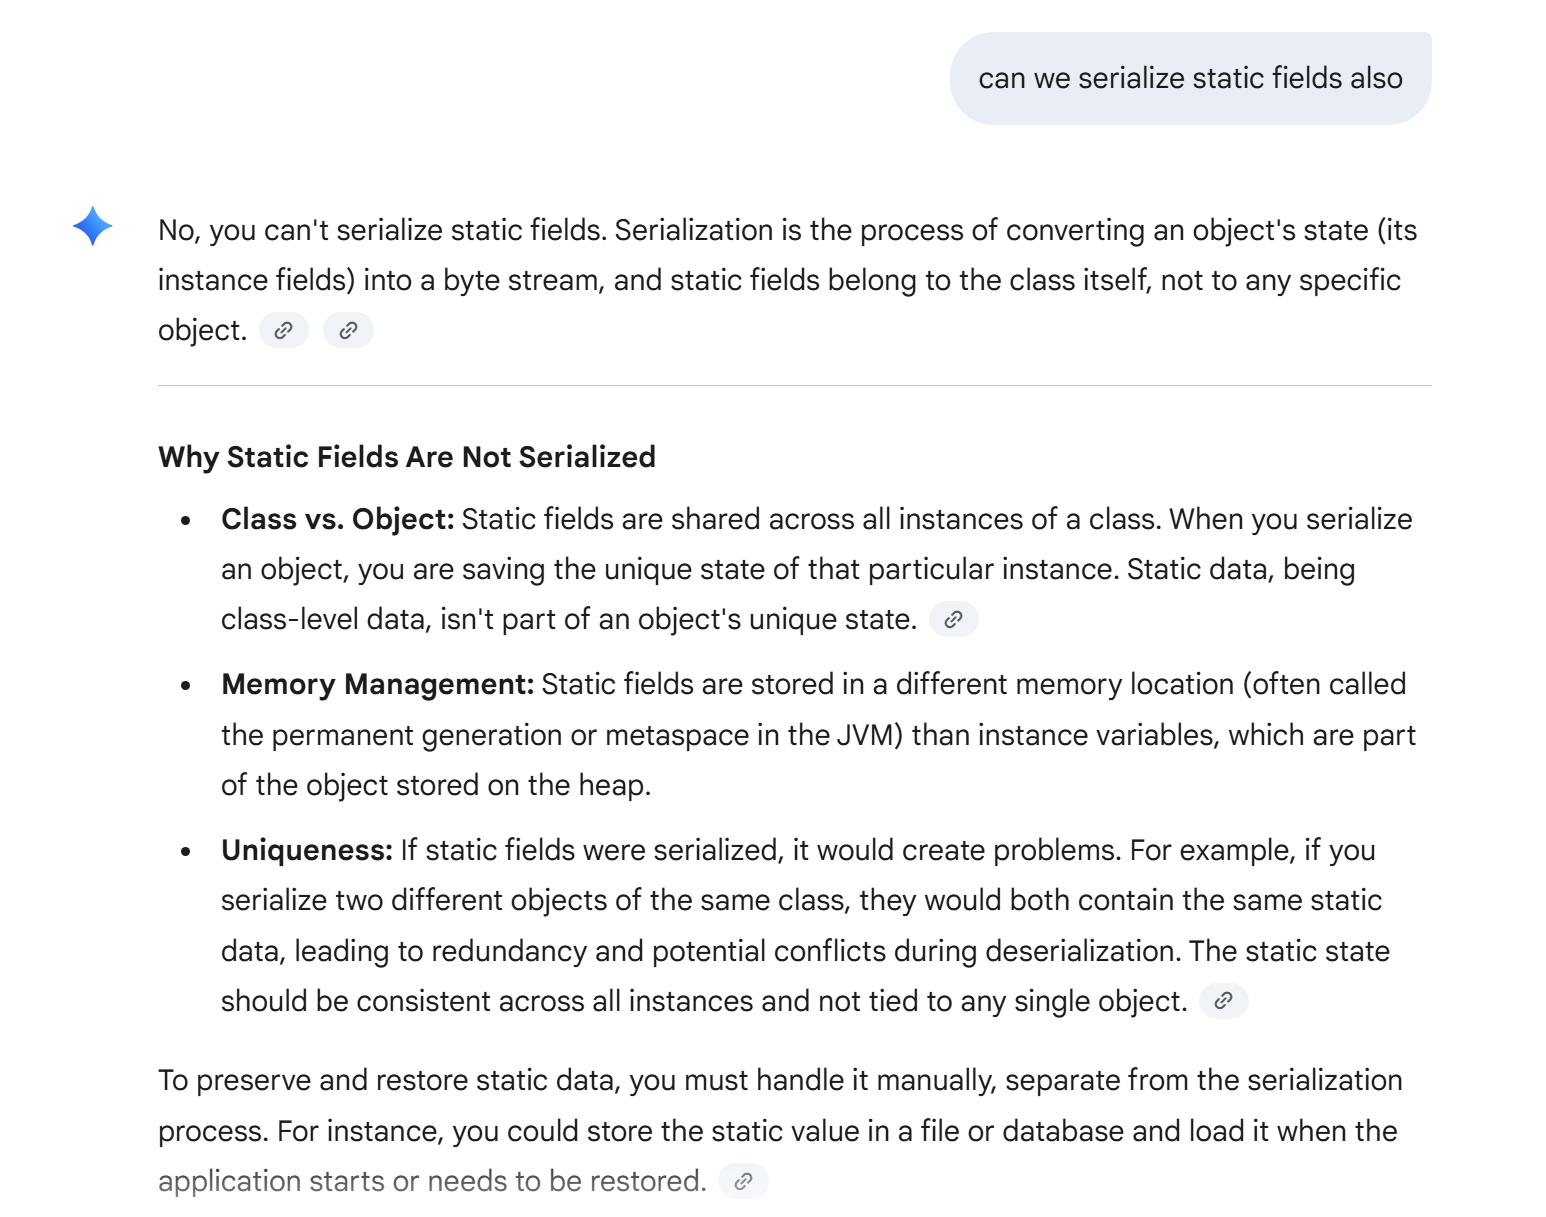 can we serialize static fields also
No, you can't serialize static fields. Serialization is the process of converting an object's state (its
instance fields) into a byte stream, and static fields belong to the class itself, not to any specific
object.
Why Static Fields Are Not Serialized
• Class vs. Object: Static fields are shared across all instances of a class. When you serialize
an object, you are saving the unique state of that particular instance. Static data, being
class-level data, isn't part of an object's unique state.
• Memory Management: Static fields are stored in a different memory location (often called
the permanent generation or metaspace in the JVM) than instance variables, which are part
of the object stored on the heap.
• Uniqueness: If static fields were serialized, it would create problems. For example, if you
serialize two different objects of the same class, they would both contain the same static
data, leading to redundancy and potential conflicts during deserialization. The static state
should be consistent across all instances and not tied to any single object.
To preserve and restore static data, you must handle it manually, separate from the serialization
process. For instance, you could store the static value in a file or database and load it when the
application starts or needs to be restored.